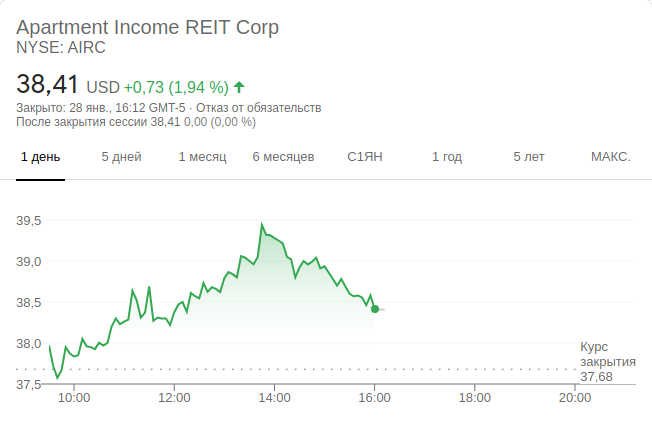 Apartment Income REIT Corp
NYSE: AIRC
38,41 USD +0,73 (1,94 %)
Закрыто: 28 янв., 16:12 GMT-5 · Отказ от обязательств
После закрытия сессии 38,41 0,00 (0,00 %)
1 день 5 дней 1 месяц 6 месяцев С1ЯН 1 год 5 лет МАКС.
39,5
39,0
38,5
38,0
Курс
закрытия
37,68
37,5
10:00 12:00 14:00 16:00 18:00 20:00